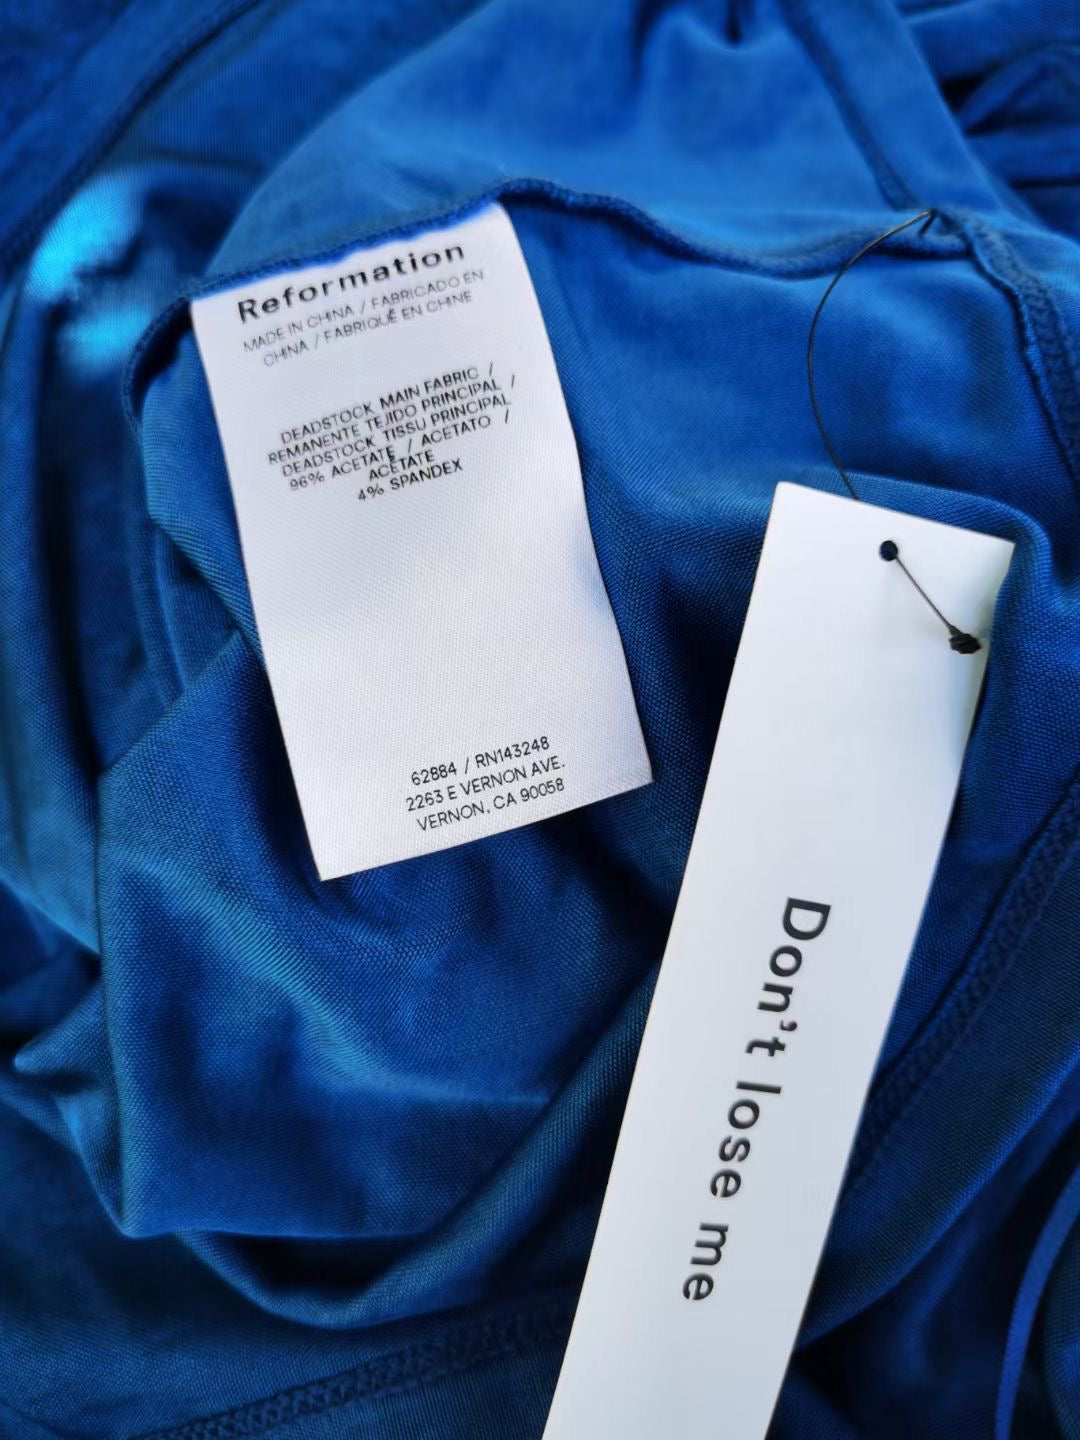 Reformation
MADE IN CHINA / FABRICADO EN
CHINA / FABRIQUÉ EN CHINE
DEADSTOCK MAIN FABRIC /
REMANENTE TEJIDO PRINCIPAL /
DEADSTOCK TISSU PRINCIPAL
96% ACETATE / ACETATO /
ACÉTATE
4% SPANDEX
62884 / RN143248
2263 E VERNON AVE.
VERNON, CA 90058
Don't lose me